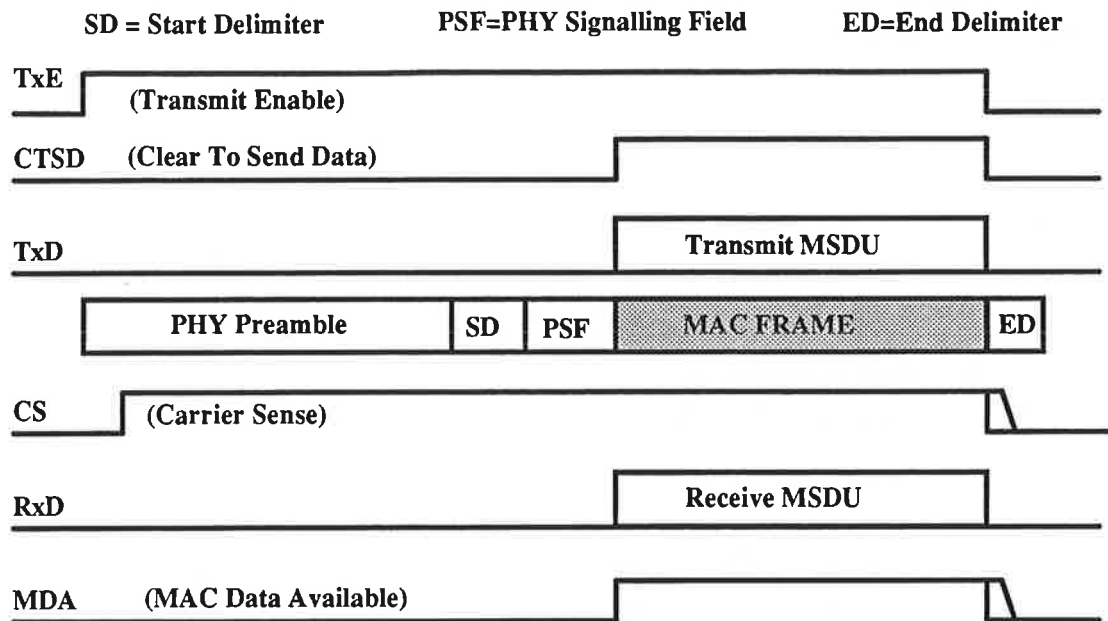 SD = Start Delimiter PSF=PHY Signalling Field ED=End Delimiter
TxE
(Transmit Enable)
CTSD (Clear To Send Data)
TxD Transmit MSDU
PHY Preamble SD PSF MAC FRAME ED
CS (Carrier Sense)
RxD Receive MSDU
MDA (MAC Data Available)